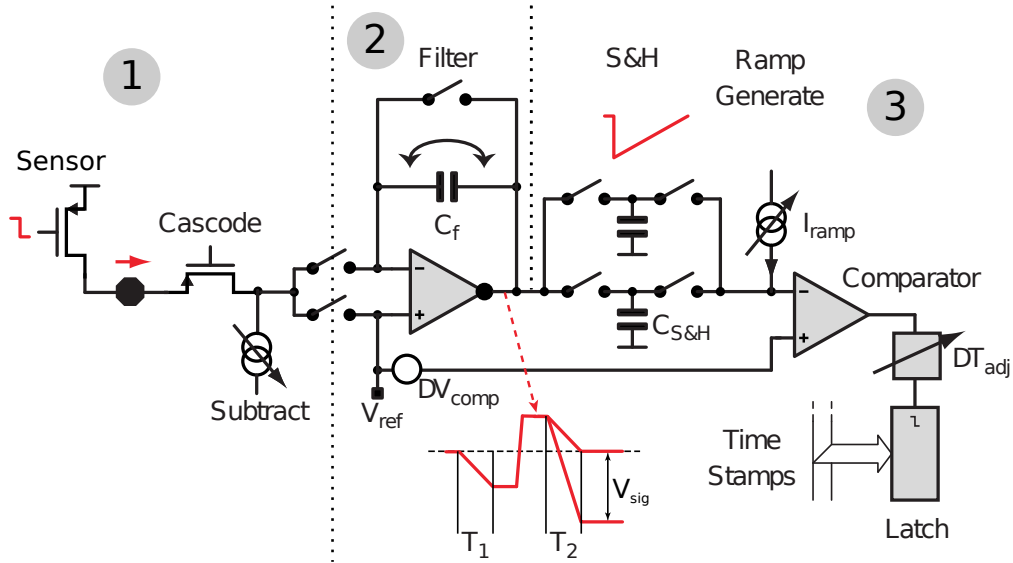 1
2
3
Sensor
Cascode
Subtract
Filter
C_f
−
+
V_ref
DV_comp
S&H
Ramp
Generate
I_ramp
C_S&H
−
+
Comparator
DT_adj
V_sig
T_1
T_2
Time
Stamps
Latch